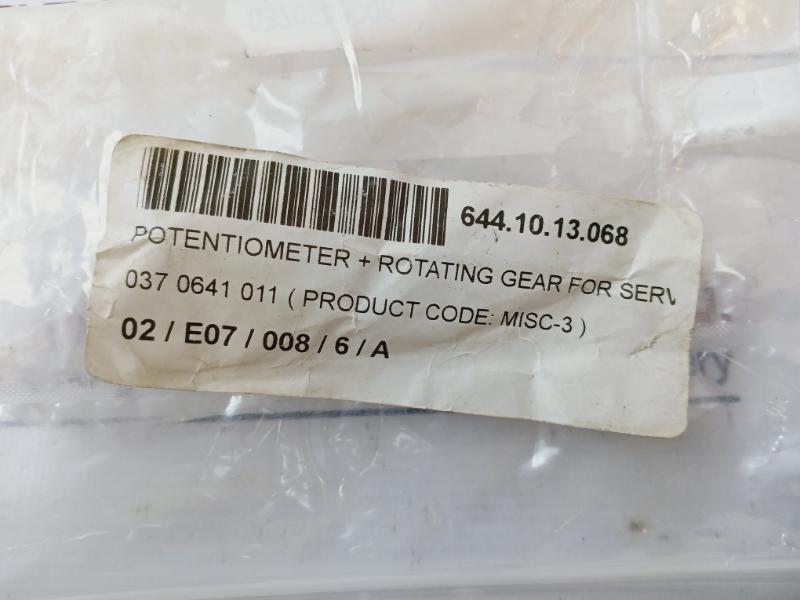 644.10.13.068
POTENTIOMETER + ROTATING GEAR FOR SERV
037 0641 011 ( PRODUCT CODE: MISC-3 )
02 / E07 / 008 / 6 / A